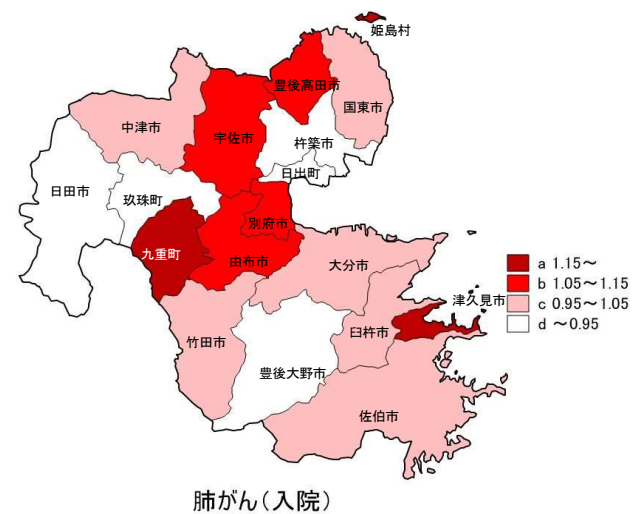 姫島村
豊後高田市
国東市
中津市
宇佐市
杵築市
日出町
日田市
玖珠町
別府市
九重町
由布市
大分市
a 1.15～
b 1.05～1.15
c 0.95～1.05
d ～0.95
津久見市
臼杵市
竹田市
豊後大野市
佐伯市
肺がん(入院)